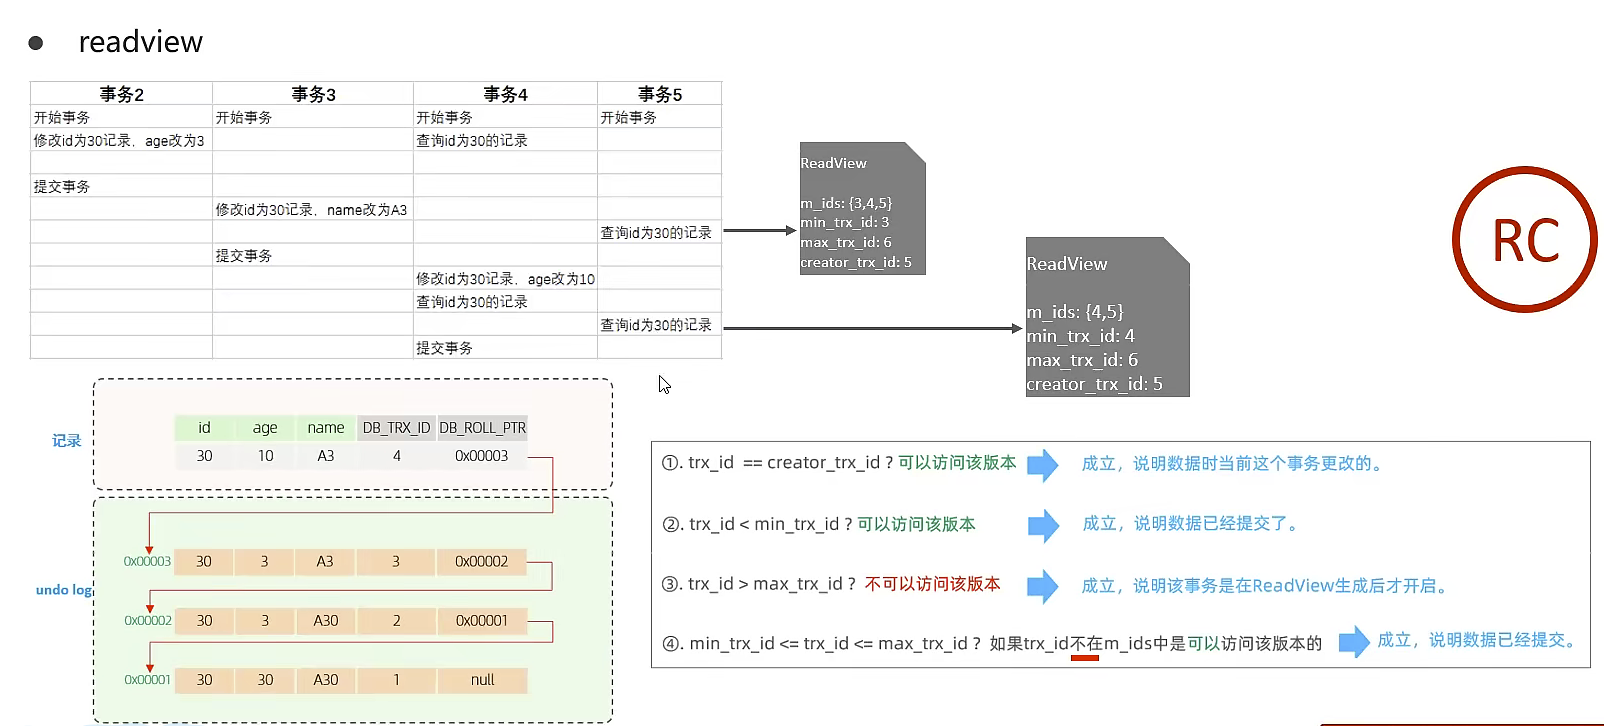 ● readview
事务2 事务3 事务4 事务5
开始事务 开始事务 开始事务 开始事务
修改id为30记录，age改为3 查询id为30的记录
提交事务
修改id为30记录，name改为A3
查询id为30的记录
提交事务
修改id为30记录，age改为10
查询id为30的记录
查询id为30的记录
提交事务
ReadView
m_ids: {3,4,5}
min_trx_id: 3
max_trx_id: 6
creator_trx_id: 5
ReadView
m_ids: {4,5}
min_trx_id: 4
max_trx_id: 6
creator_trx_id: 5
RC
记录
id age name DB_TRX_ID DB_ROLL_PTR
30 10 A3 4 0x00003
undo log
0x00003 30 3 A3 3 0x00002
0x00002 30 3 A30 2 0x00001
0x00001 30 30 A30 1 null
①. trx_id == creator_trx_id ? 可以访问该版本 成立，说明数据时当前这个事务更改的。
②. trx_id < min_trx_id ? 可以访问该版本 成立，说明数据已经提交了。
③. trx_id > max_trx_id ? 不可以访问该版本 成立，说明该事务是在ReadView生成后才开启。
④. min_trx_id <= trx_id <= max_trx_id ? 如果trx_id不在m_ids中是可以访问该版本的 成立，说明数据已经提交。